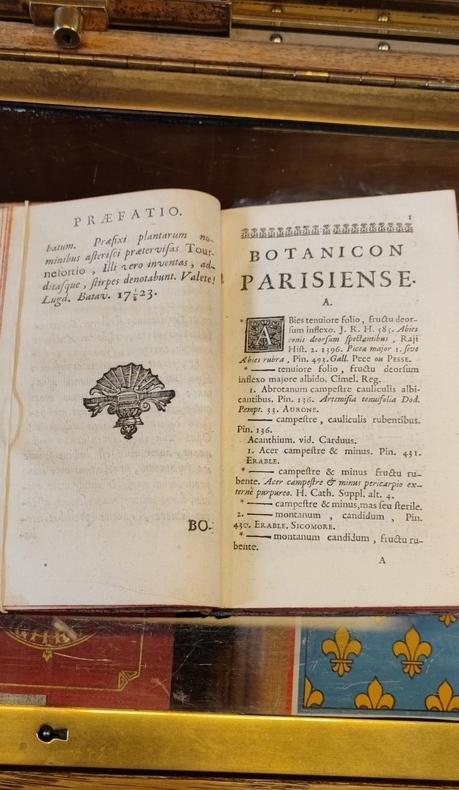 PRÆFATIO.
batum. Præfixi plantarum no-
minibus asterisci prætervisas Tour-
nefortio, Illi vero inventas, ad-
ditasque, stirpes denotabunt. Valete!
Lugd. Batav. 1723.
BO-
1
BOTANICON
PARISIENSE.
A.
* ABies tenuiore folio, fructu deor-
sum inflexo. J. R. H. 585. Abies
conis deorsum spectantibus, Raji
Hist. 2. 1396. Picea major 1. sive
Abies rubra, Pin. 493. Gall. Pece ou Pesse.
* —— tenuiore folio, fructu deorsum
inflexo majore albido. Cimel. Reg.
1. Abrotanum campestre cauliculis albi-
cantibus. Pin. 136. Artemisia tenuifolia Dod.
Pempt. 33. AURONE.
—— campestre, cauliculis rubentibus.
Pin. 136.
Acanthium. vid. Carduus.
1. Acer campestre & minus. Pin. 431.
ERABLE.
* —— campestre & minus fructu ru-
bente. Acer campestre & minus pericarpio ex-
terne purpureo. H. Cath. Suppl. alt. 4.
* —— campestre & minus, mas seu sterile.
2. —— montanum, candidum, Pin.
430. ERABLE. SICOMORE.
* —— montanum candidum, fructu ru-
bente.
A